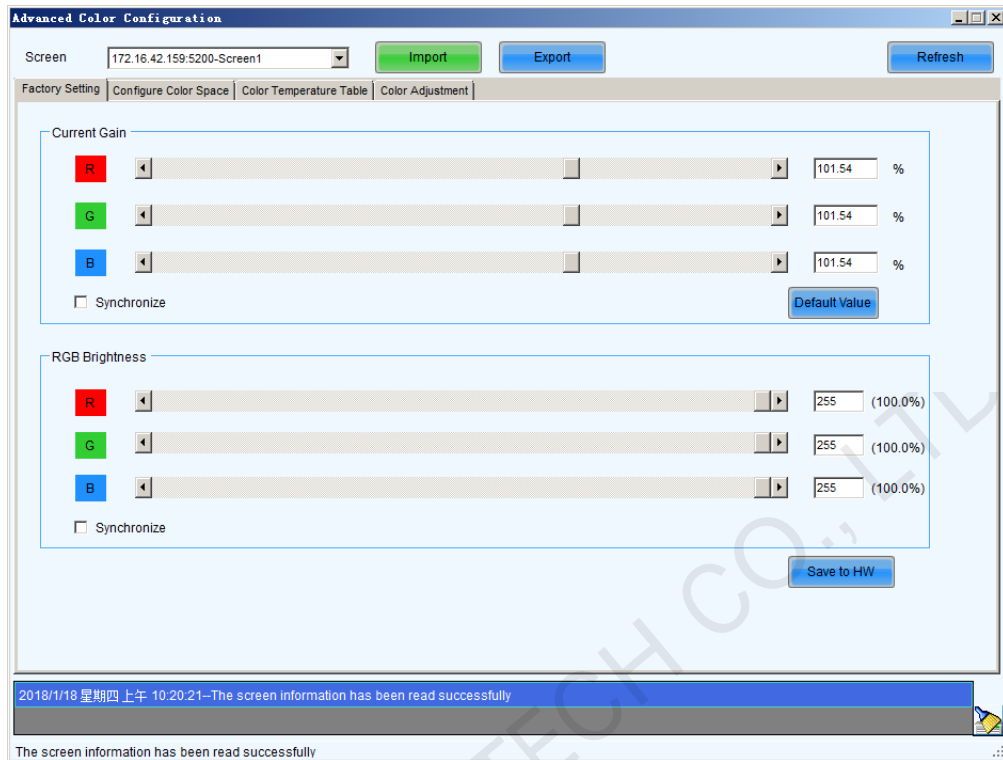 Advanced Color Configuration
Screen 172.16.42.159:5200-Screen1 Import Export Refresh
Factory Setting Configure Color Space Color Temperature Table Color Adjustment
Current Gain
R 101.54 %
G 101.54 %
B 101.54 %
Synchronize Default Value
RGB Brightness
R 255 (100.0%)
G 255 (100.0%)
B 255 (100.0%)
Synchronize
Save to HW
2018/1/18 星期四 上午 10:20:21--The screen information has been read successfully
The screen information has been read successfully
TECH CO., LTD